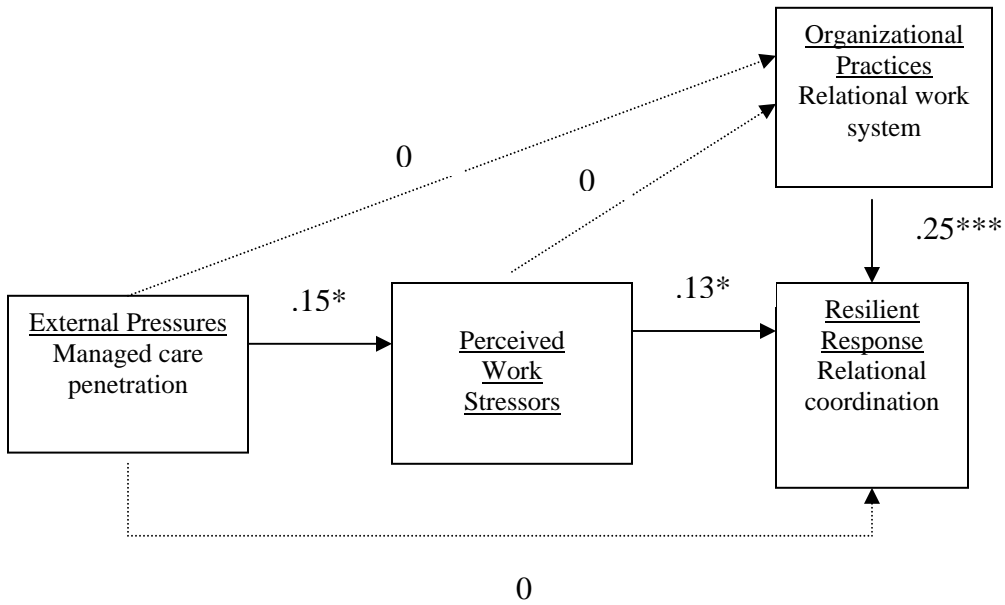 Organizational
Practices
Relational work
system
0
0
.25***
.15*
.13*
External Pressures
Managed care
penetration
Perceived
Work
Stressors
Resilient
Response
Relational
coordination
0